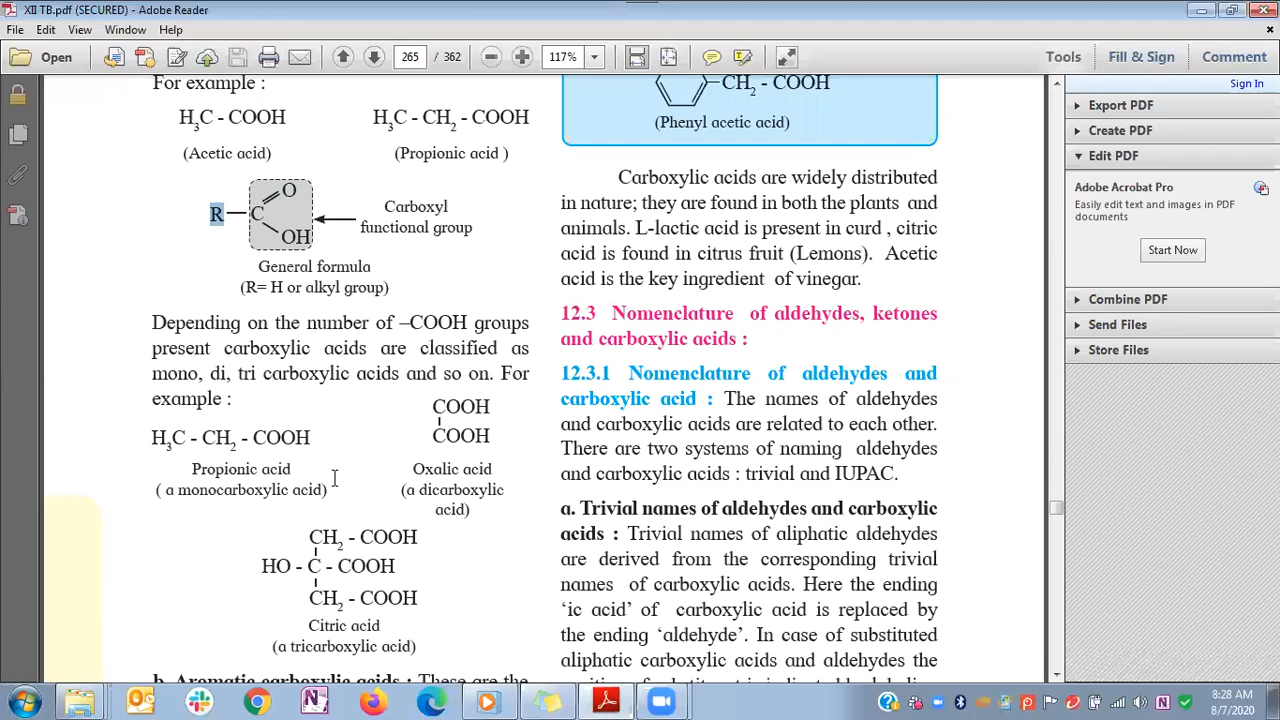 XII TB.pdf (SECURED) - Adobe Reader
File Edit View Window Help
Open 265 / 362 117% Tools Fill & Sign Comment
Sign In
Export PDF
Create PDF
Edit PDF
Adobe Acrobat Pro
Easily edit text and images in PDF
documents
Start Now
Combine PDF
Send Files
Store Files
For example :
H3C - COOH H3C - CH2 - COOH
(Acetic acid) (Propionic acid )
R C O OH
Carboxyl
functional group
General formula
(R= H or alkyl group)
Depending on the number of –COOH groups
present carboxylic acids are classified as
mono, di, tri carboxylic acids and so on. For
example :
COOH
COOH
H3C - CH2 - COOH
Propionic acid Oxalic acid
( a monocarboxylic acid) (a dicarboxylic
acid)
CH2 - COOH
HO - C - COOH
CH2 - COOH
Citric acid
(a tricarboxylic acid)
b. Aromatic carboxylic acids : These are the
CH2 - COOH
(Phenyl acetic acid)
Carboxylic acids are widely distributed
in nature; they are found in both the plants and
animals. L-lactic acid is present in curd , citric
acid is found in citrus fruit (Lemons). Acetic
acid is the key ingredient of vinegar.
12.3 Nomenclature of aldehydes, ketones
and carboxylic acids :
12.3.1 Nomenclature of aldehydes and
carboxylic acid : The names of aldehydes
and carboxylic acids are related to each other.
There are two systems of naming aldehydes
and carboxylic acids : trivial and IUPAC.
a. Trivial names of aldehydes and carboxylic
acids : Trivial names of aliphatic aldehydes
are derived from the corresponding trivial
names of carboxylic acids. Here the ending
‘ic acid’ of carboxylic acid is replaced by
the ending ‘aldehyde’. In case of substituted
aliphatic carboxylic acids and aldehydes the
8:28 AM
8/7/2020